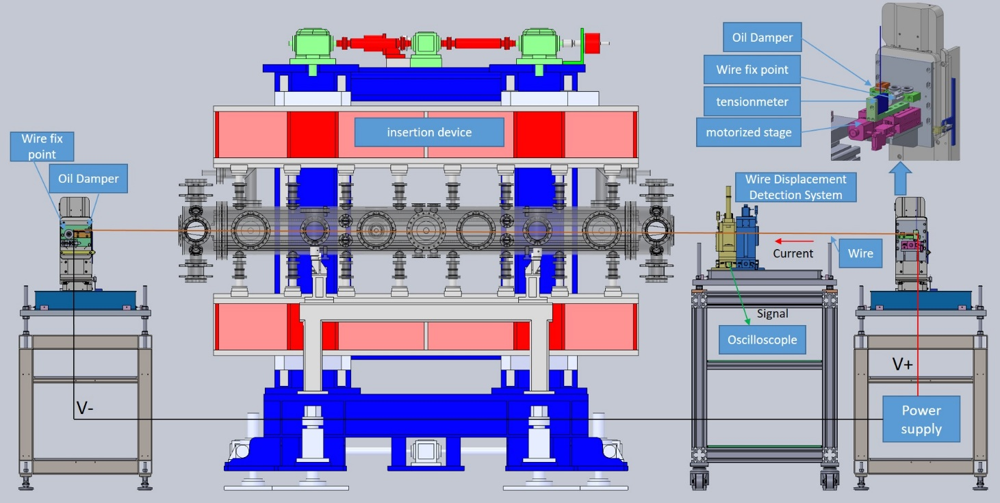 Oil Damper
Wire fix point
tensionmeter
motorized stage
insertion device
Wire fix
point
Oil Damper
Wire Displacement
Detection System
Current
Wire
Signal
Oscilloscople
V+
V-
Power
supply